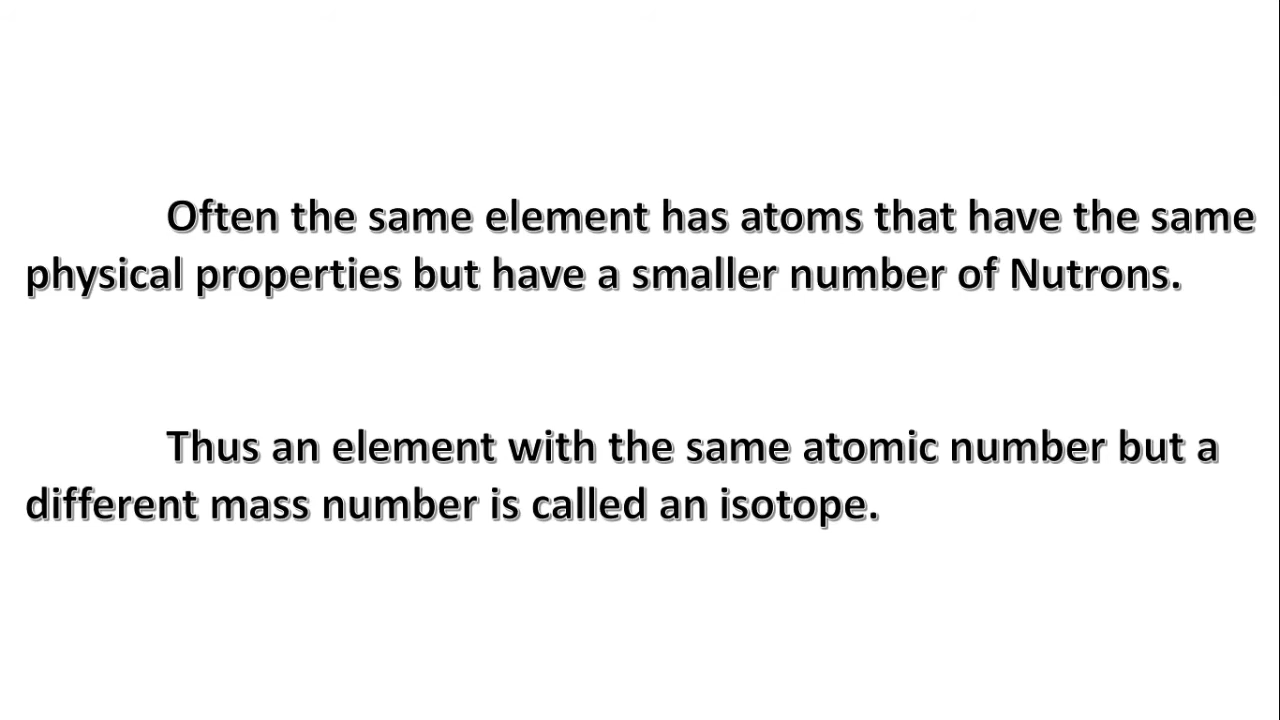 Often the same element has atoms that have the same
physical properties but have a smaller number of Nutrons.
Thus an element with the same atomic number but a
different mass number is called an isotope.